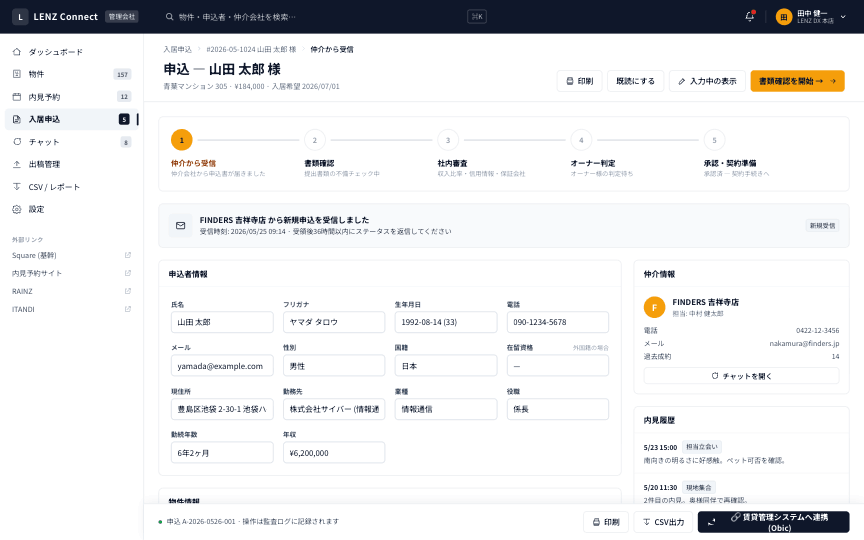 L LENZ Connect 管理会社
物件・申込者・仲介会社を検索…
⌘K
田 田中 健一
LENZ DX 本店
ダッシュボード
物件 157
内見予約 12
入居申込 5
チャット 8
出稿管理
CSV / レポート
設定
外部リンク
Square (基幹)
内見予約サイト
RAINZ
ITANDI
入居申込 › #2026-05-1024 山田 太郎 様 › 仲介から受信
申込 — 山田 太郎 様
青葉マンション 305・¥184,000・入居希望 2026/07/01
印刷
既読にする
入力中の表示
書類確認を開始 → →
1 2 3 4 5
仲介から受信 書類確認 社内審査 オーナー判定 承認・契約準備
仲介会社から申込書が届きました 提出書類の不備チェック中 収入比率・信用情報・保証会社 オーナー様の判定待ち 承認済 — 契約手続きへ
FINDERS 吉祥寺店 から新規申込を受信しました
受信時刻: 2026/05/25 09:14・受領後36時間以内にステータスを返信してください
新規受信
申込者情報
氏名 フリガナ 生年月日 電話
山田 太郎 ヤマダ タロウ 1992-08-14 (33) 090-1234-5678
メール 性別 国籍 在留資格 外国籍の場合
yamada@example.com 男性 日本 —
現住所 勤務先 業種 役職
豊島区池袋 2-30-1 池袋ハ 株式会社サイバー (情報通 情報通信 係長
勤続年数 年収
6年2ヶ月 ¥6,200,000
物件情報
仲介情報
F FINDERS 吉祥寺店
担当: 中村 健太郎
電話 0422-12-3456
メール nakamura@finders.jp
過去成約 14
チャットを開く
内見履歴
5/23 15:00 担当立会い
南向きの明るさに好感触。ペット可否を確認。
5/20 11:30 現地集合
2件目の内見。奥様同伴で再確認。
申込 A-2026-0526-001・操作は監査ログに記録されます
印刷
CSV出力
🔗 賃貸管理システムへ連携
(Obic)